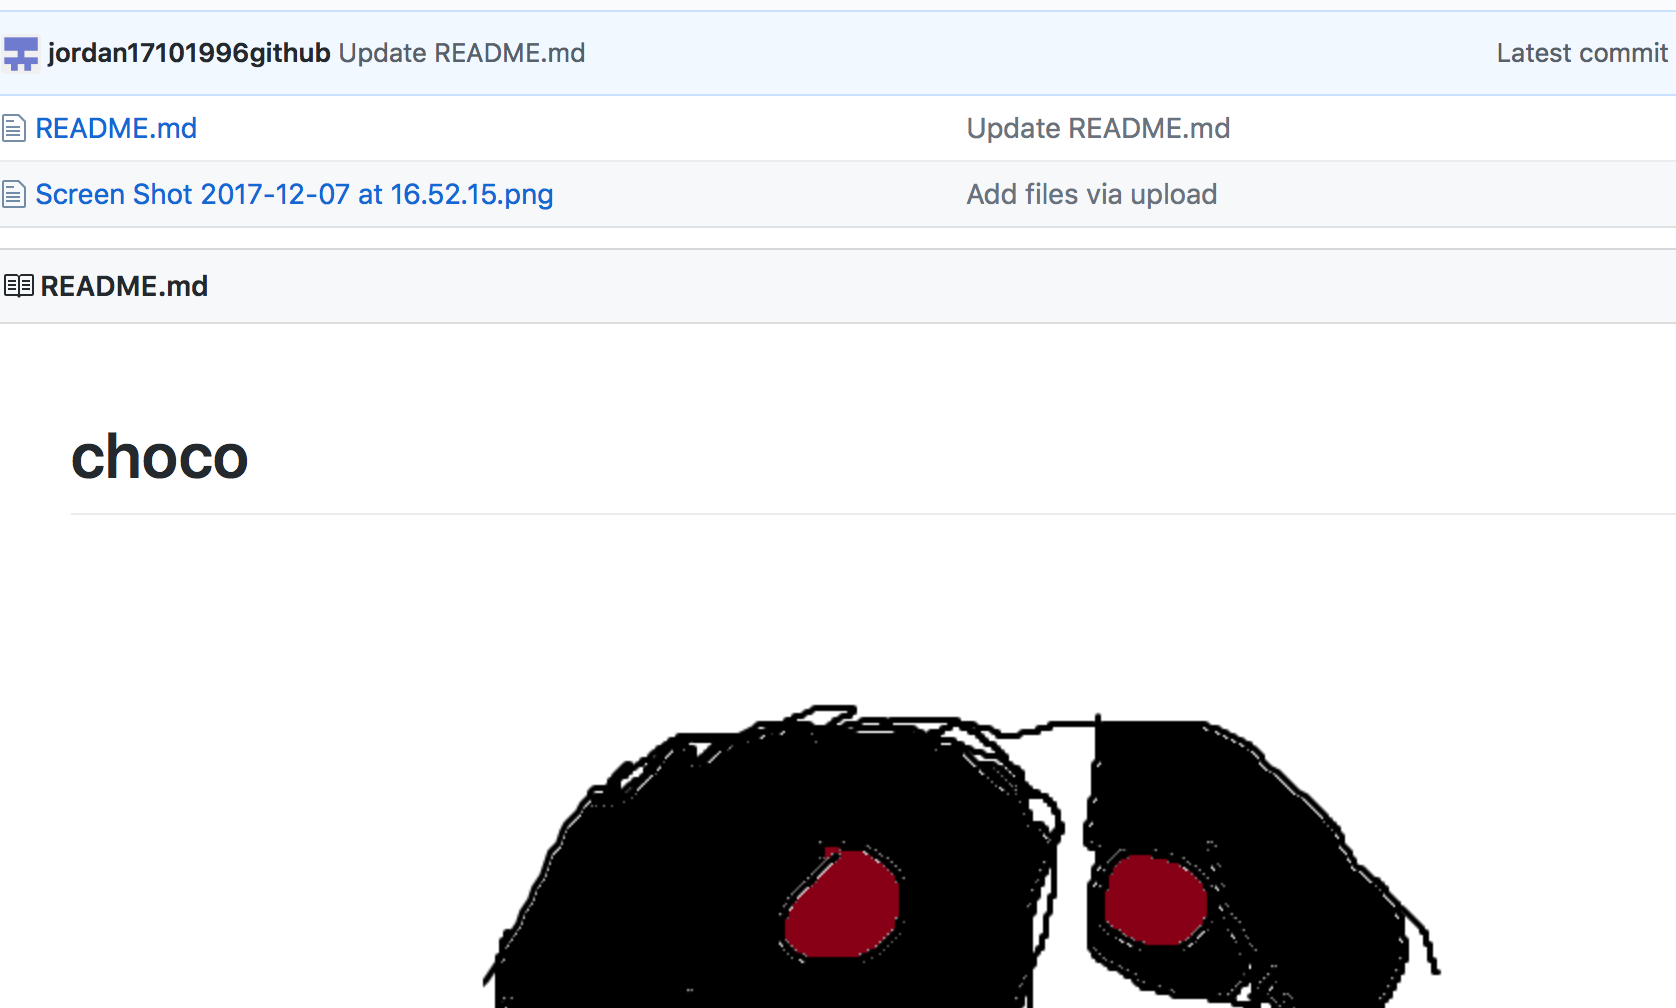 jordan17101996github Update README.md Latest commit
README.md Update README.md
Screen Shot 2017-12-07 at 16.52.15.png Add files via upload
README.md
choco